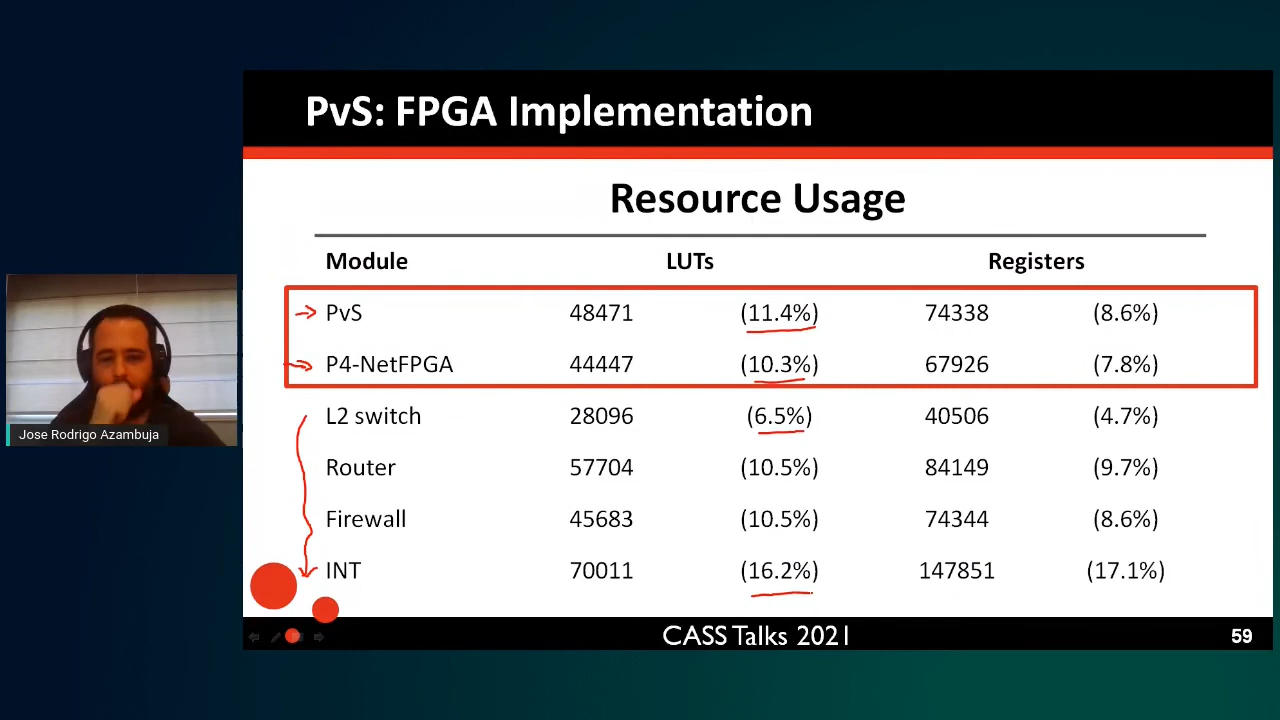 PvS: FPGA Implementation
Resource Usage
Module LUTs Registers
PvS 48471 (11.4%) 74338 (8.6%)
P4-NetFPGA 44447 (10.3%) 67926 (7.8%)
L2 switch 28096 (6.5%) 40506 (4.7%)
Router 57704 (10.5%) 84149 (9.7%)
Firewall 45683 (10.5%) 74344 (8.6%)
INT 70011 (16.2%) 147851 (17.1%)
CASS Talks 2021 59
Jose Rodrigo Azambuja